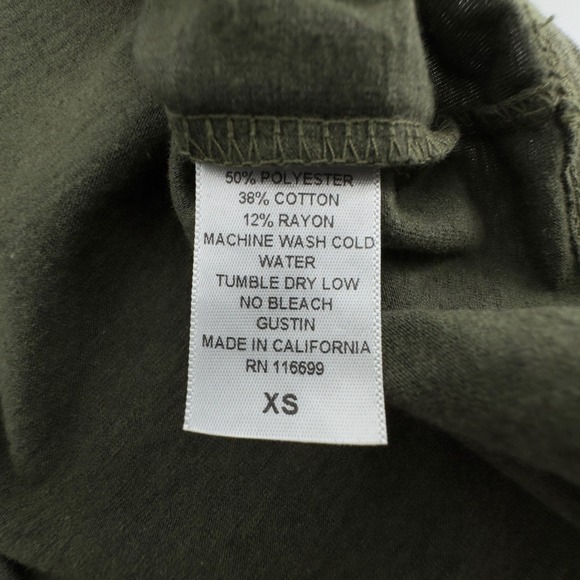 50% POLYESTER
38% COTTON
12% RAYON
MACHINE WASH COLD
WATER
TUMBLE DRY LOW
NO BLEACH
GUSTIN
MADE IN CALIFORNIA
RN 116699
XS